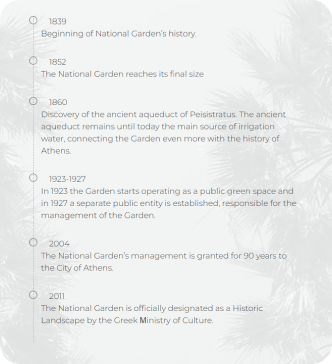 1839
Beginning of National Garden's history.
1852
The National Garden reaches its final size
1860
Discovery of the ancient aqueduct of Peisistratus. The ancient
aqueduct remains until today the main source of irrigation
water, connecting the Garden even more with the history of
Athens.
1923-1927
In 1923 the Garden starts operating as a public green space and
in 1927 a separate public entity is established, responsible for the
management of the Garden.
2004
The National Garden's management is granted for 90 years to
the City of Athens.
2011
The National Garden is officially designated as a Historic
Landscape by the Greek Ministry of Culture.